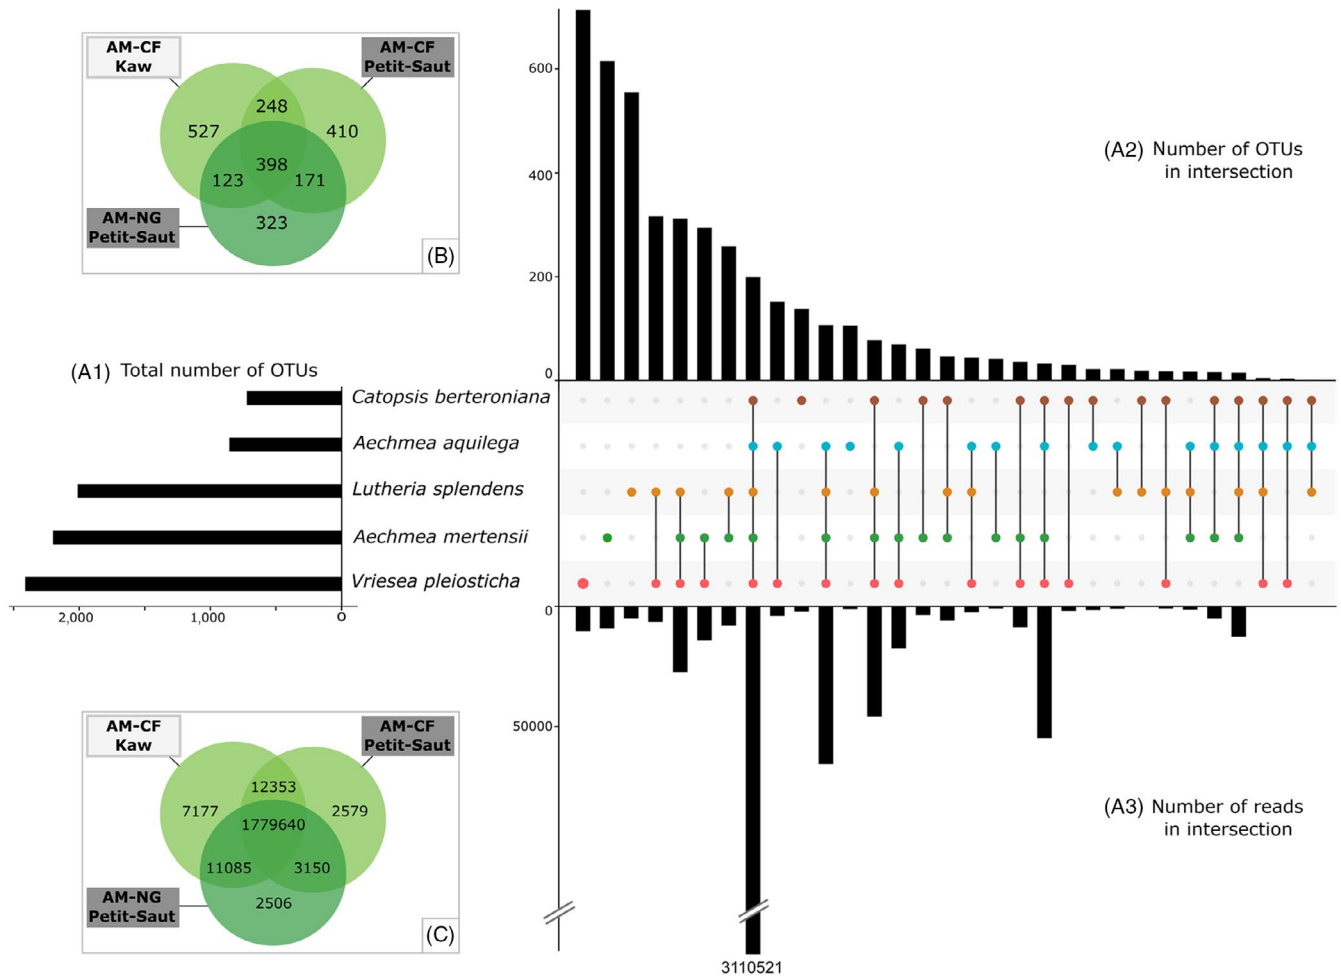 AM-CF
Kaw
AM-CF
Petit-Saut
248
527
410
398
123
171
AM-NG
Petit-Saut
323
(B)
600
400
200
0
(A2) Number of OTUs
in intersection
(A1) Total number of OTUs
Catopsis berteroniana
Aechmea aquilega
Lutheria splendens
Aechmea mertensii
Vriesea pleiosticha
2,000
1,000
0
0
50000
AM-CF
Kaw
AM-CF
Petit-Saut
12353
7177
2579
1779640
11085
3150
AM-NG
Petit-Saut
2506
(C)
(A3) Number of reads
in intersection
3110521